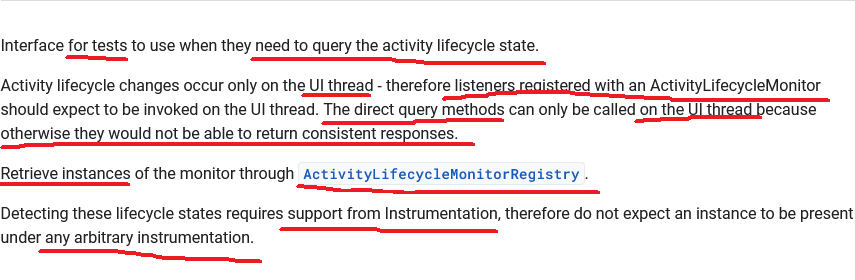 Interface for tests to use when they need to query the activity lifecycle state.
Activity lifecycle changes occur only on the UI thread - therefore listeners registered with an ActivityLifecycleMonitor
should expect to be invoked on the UI thread. The direct query methods can only be called on the UI thread because
otherwise they would not be able to return consistent responses.
Retrieve instances of the monitor through ActivityLifecycleMonitorRegistry.
Detecting these lifecycle states requires support from Instrumentation, therefore do not expect an instance to be present
under any arbitrary instrumentation.